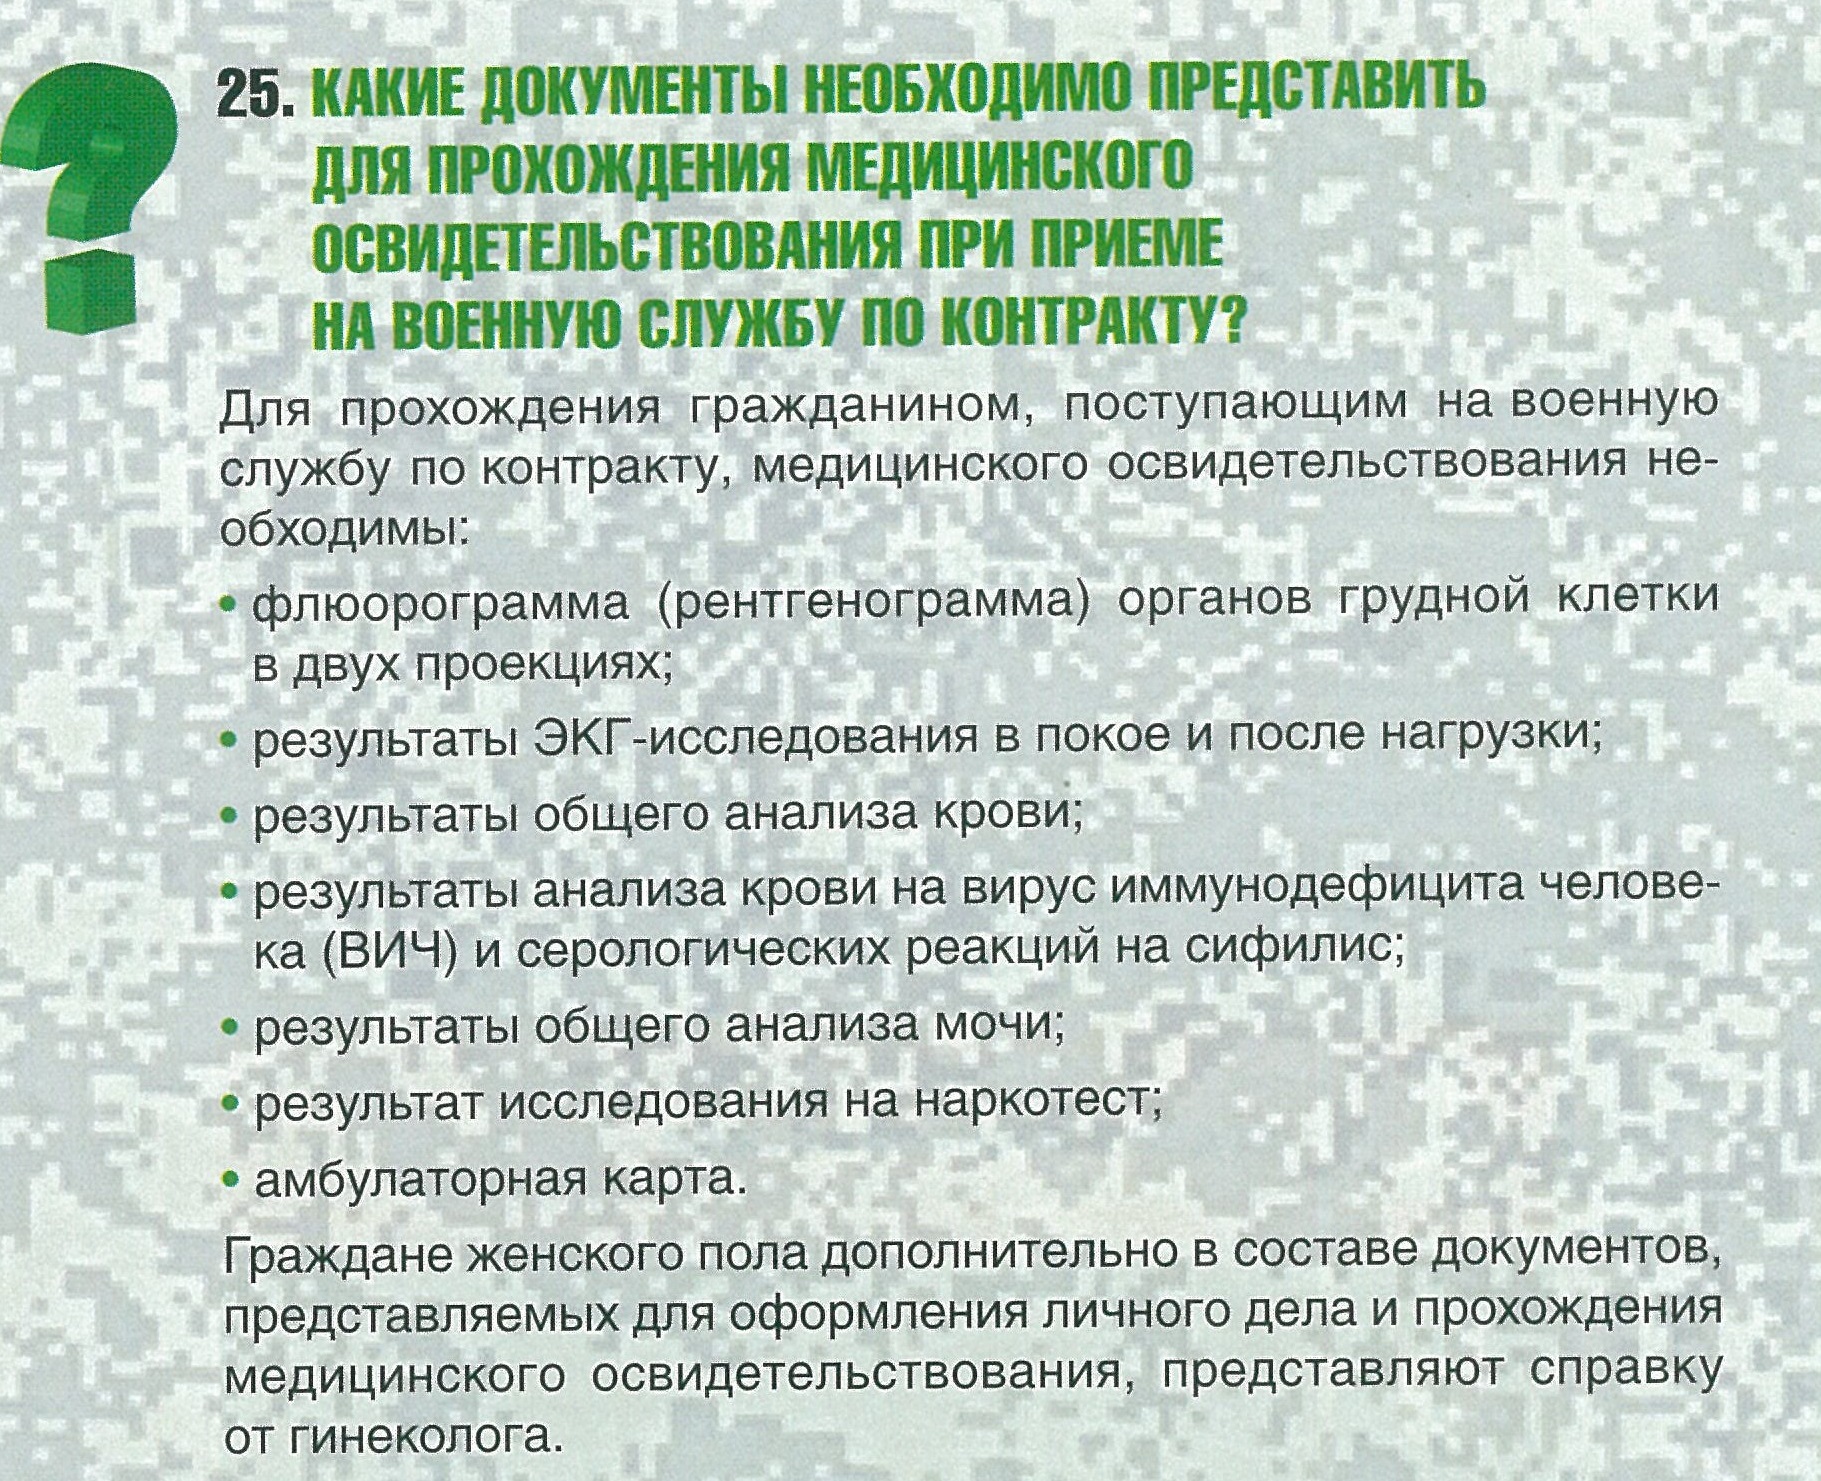 25. КАКИЕ ДОКУМЕНТЫ НЕОБХОДИМО ПРЕДСТАВИТЬ
ДЛЯ ПРОХОЖДЕНИЯ МЕДИЦИНСКОГО
ОСВИДЕТЕЛЬСТВОВАНИЯ ПРИ ПРИЕМЕ
НА ВОЕННУЮ СЛУЖБУ ПО КОНТРАКТУ?
Для прохождения гражданином, поступающим на военную
службу по контракту, медицинского освидетельствования не-
обходимы:
• флюорограмма (рентгенограмма) органов грудной клетки
в двух проекциях;
• результаты ЭКГ-исследования в покое и после нагрузки;
• результаты общего анализа крови;
• результаты анализа крови на вирус иммунодефицита челове-
ка (ВИЧ) и серологических реакций на сифилис;
• результаты общего анализа мочи;
• результат исследования на наркотест;
• амбулаторная карта.
Граждане женского пола дополнительно в составе документов,
представляемых для оформления личного дела и прохождения
медицинского освидетельствования, представляют справку
от гинеколога.